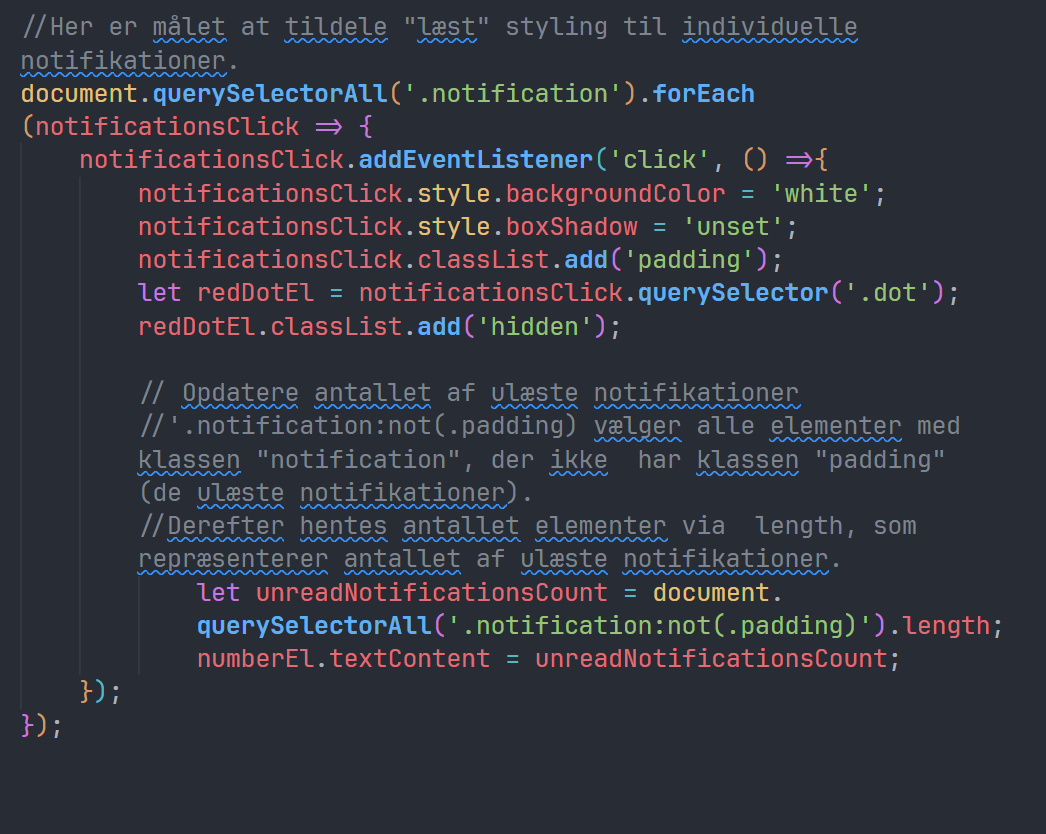 //Her er målet at tildele "læst" styling til individuelle
notifikationer.
document.querySelectorAll('.notification').forEach
(notificationsClick => {
    notificationsClick.addEventListener('click', () =>{
        notificationsClick.style.backgroundColor = 'white';
        notificationsClick.style.boxShadow = 'unset';
        notificationsClick.classList.add('padding');
        let redDotEl = notificationsClick.querySelector('.dot');
        redDotEl.classList.add('hidden');

        // Opdatere antallet af ulæste notifikationer
        //'.notification:not(.padding) vælger alle elementer med
        klassen "notification", der ikke  har klassen "padding"
        (de ulæste notifikationer).
        //Derefter hentes antallet elementer via  length, som
        repræsenterer antallet af ulæste notifikationer.
            let unreadNotificationsCount = document.
            querySelectorAll('.notification:not(.padding)').length;
            numberEl.textContent = unreadNotificationsCount;
    });
});